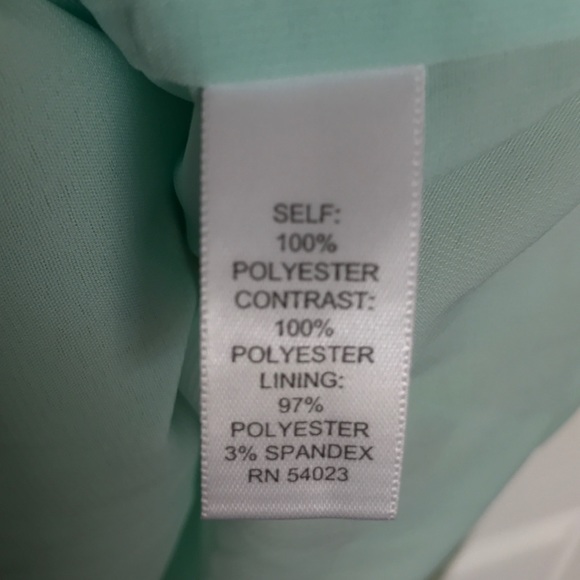 SELF:
100%
POLYESTER
CONTRAST:
100%
POLYESTER
LINING:
97%
POLYESTER
3% SPANDEX
RN 54023